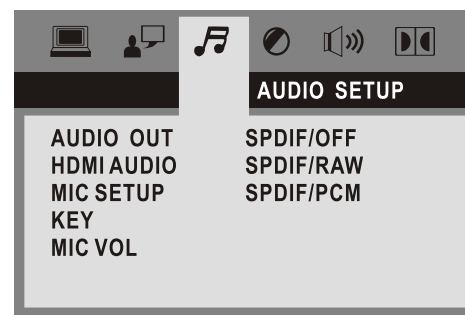 AUDIO SETUP
AUDIO OUT SPDIF/OFF
HDMI AUDIO SPDIF/RAW
MIC SETUP SPDIF/PCM
KEY
MIC VOL